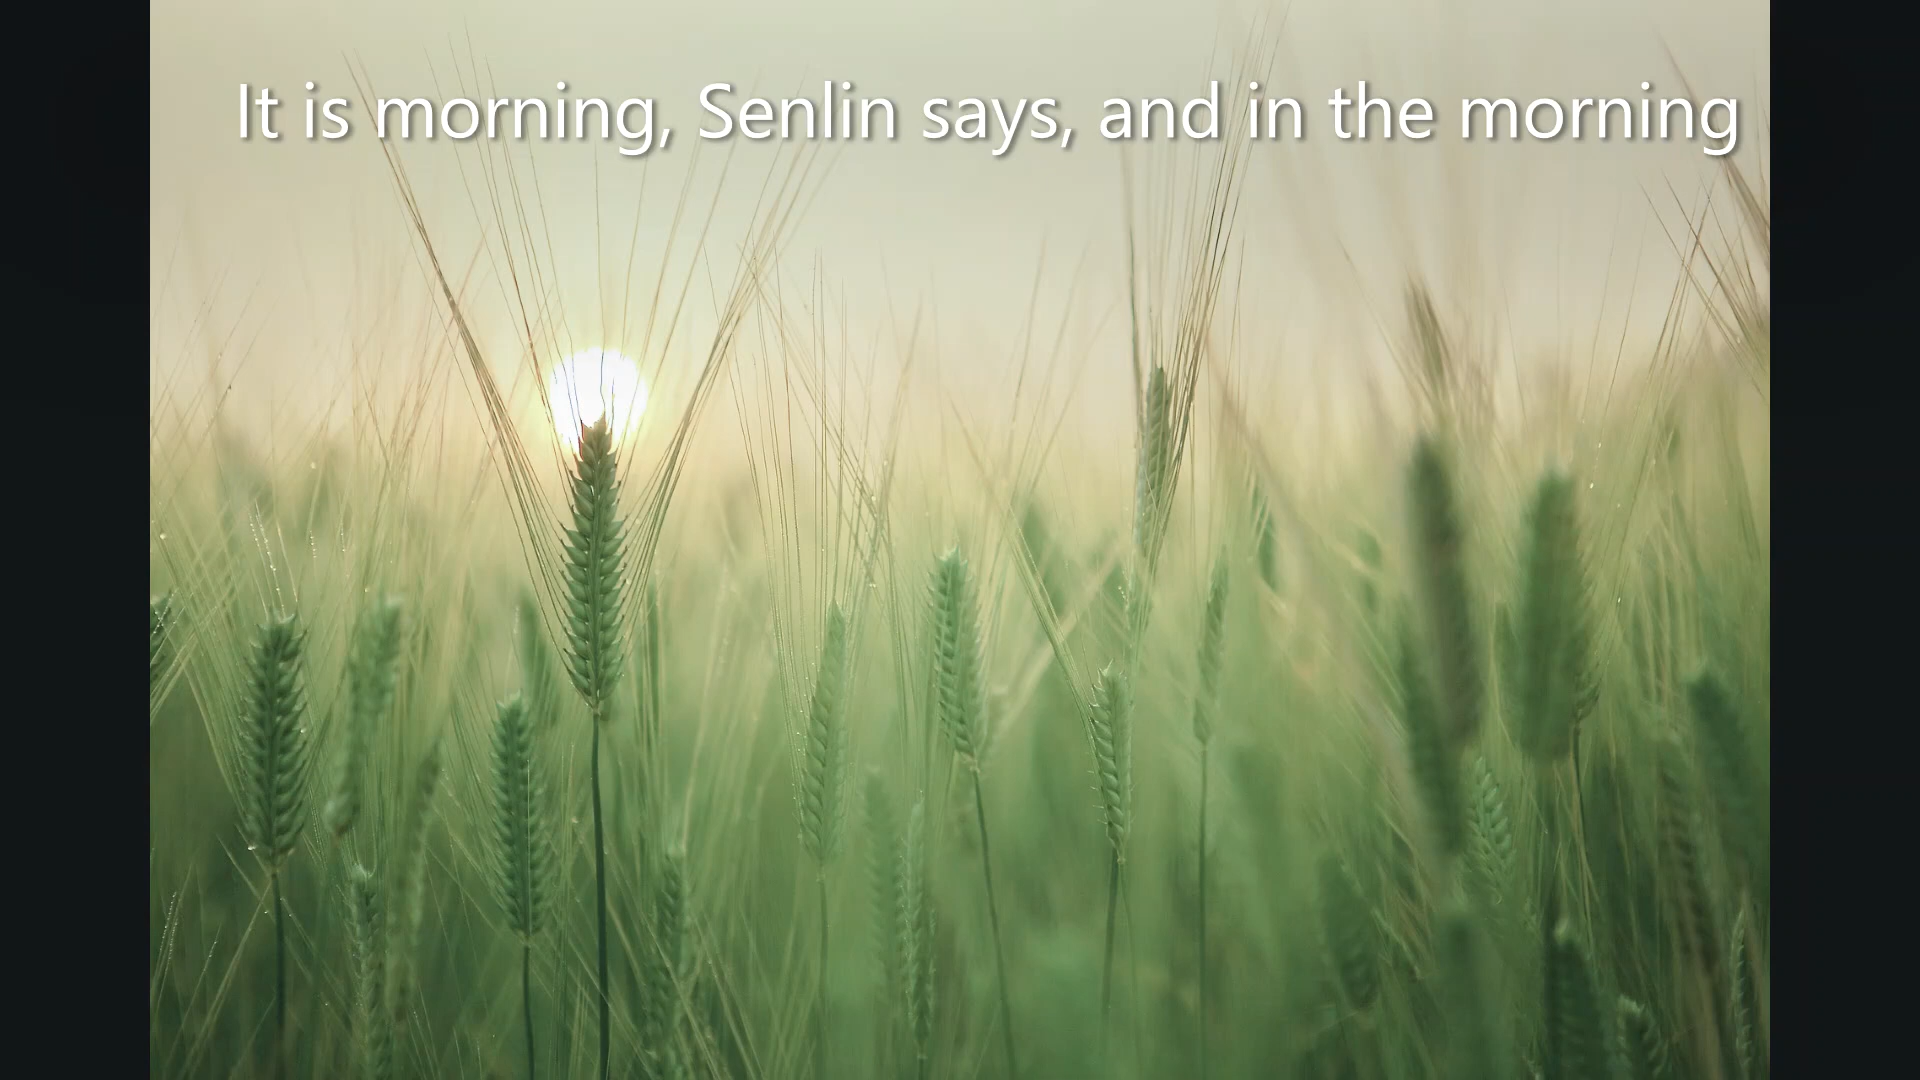 It is morning, Senlin says, and in the morning